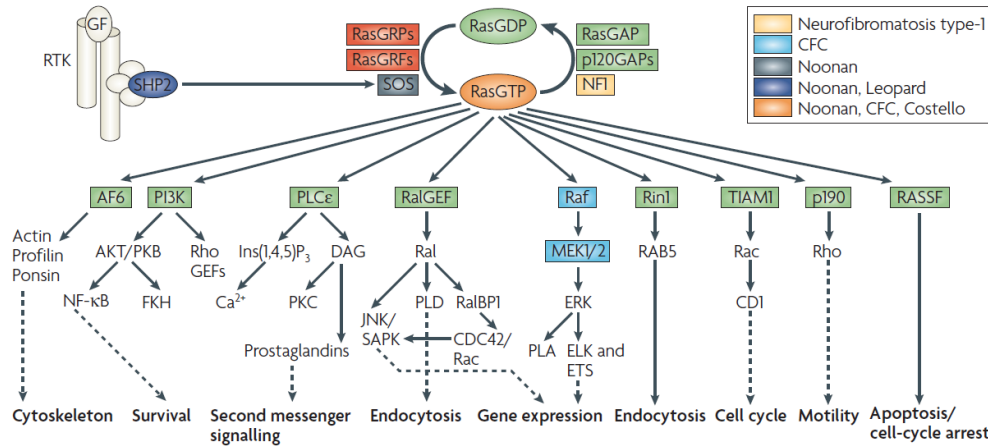 GF
RTK
SHP2
RasGRPs
RasGRFs
SOS
RasGDP
RasGTP
RasGAP
p120GAPs
NF1
Neurofibromatosis type-1
CFC
Noonan
Noonan, Leopard
Noonan, CFC, Costello
AF6
PI3K
PLCε
RalGEF
Raf
Rin1
TIAM1
p190
RASSF
Actin
Profilin
Ponsin
AKT/PKB
Rho
GEFs
Ins(1,4,5)P3
DAG
Ral
MEK1/2
RAB5
Rac
Rho
NF-κB
FKH
Ca2+
PKC
JNK/
SAPK
PLD
RalBP1
ERK
CD1
Prostaglandins
CDC42/
Rac
PLA
ELK and
ETS
Cytoskeleton
Survival
Second messenger
signalling
Endocytosis
Gene expression
Endocytosis
Cell cycle
Motility
Apoptosis/
cell-cycle arrest